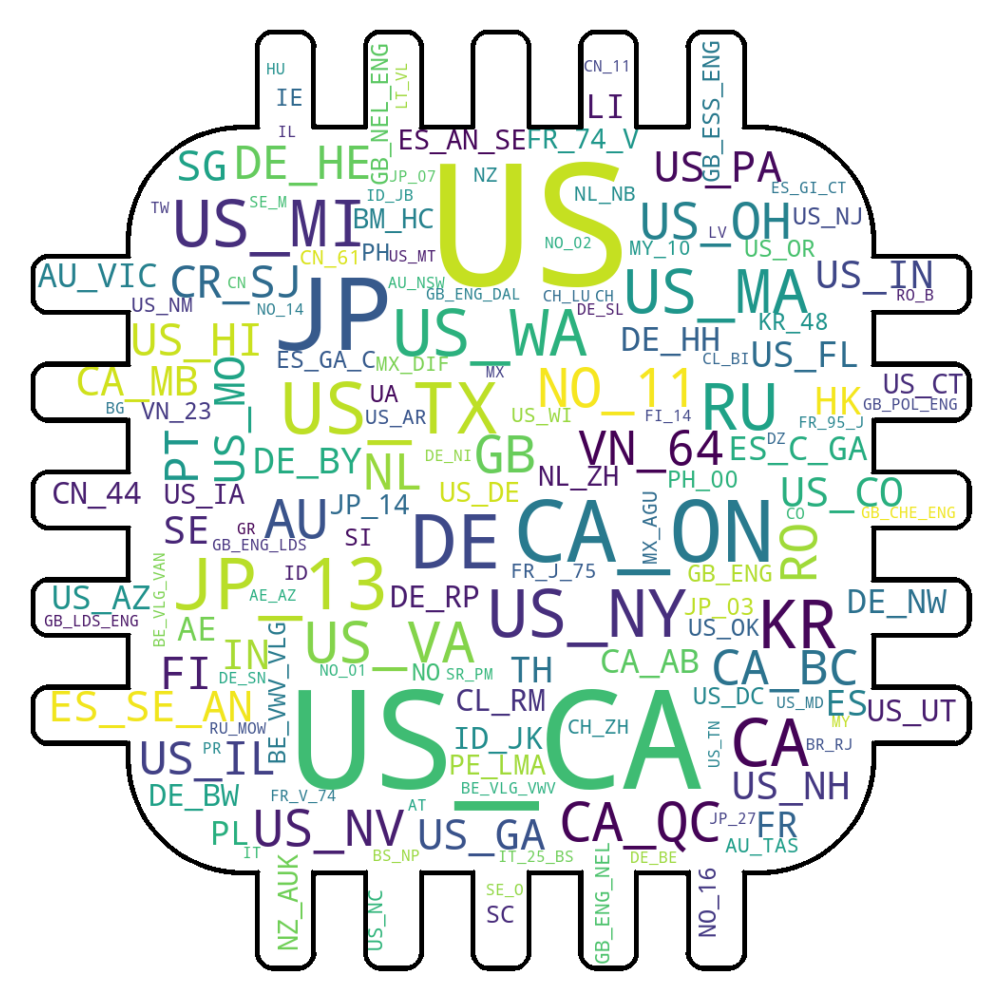 HU
IE
IL
GB_NEL_ENG
LT_VL
CN_11
LI
GB_ESS_ENG
ES_AN_SE
FR_74_V
SG
DE_HE
JP_07
US
NZ
US_PA
ID_JB
NL_NB
ES_GI_CT
TW
SE_M
US_MI
BM_HC
US_OH
LV
US_NJ
CN_61
PH
US_MT
NO_02
MY_10
US_OR
AU_VIC
CR_SJ
CN
JP
AU_NSW
GB_ENG_DAL
CH_LU
CH
US_MA
US_IN
RO_B
US_NM
NO_14
DE_SL
US_WA
KR_48
US_HI
ES_GA_C
MX_DIF
DE_HH
CL_BI
US_FL
MX
CA_MB
US_MO
US_TX
UA
NO_11
RU
HK
US_CT
GB_POL_ENG
BG
VN_23
US_AR
US_WI
FI_14
FR_95_J
PT
DE_BY
NL
DE_NI
GB
VN_64
DZ
ES_C_GA
NL_ZH
PH_00
CN_44
US_IA
JP_14
US_DE
MX_AGU
US_CO
CO
GB_CHE_ENG
SE
GR
AU
SI
DE
CA_ON
RO
GB_ENG_LDS
BE_VLG_VAN
JP_13
ID
FR_J_75
GB_ENG
US_AZ
AE_AZ
DE_RP
US_NY
JP_03
KR
DE_NW
GB_LDS_ENG
AE
US_VA
US_OK
IN
BE_VWV_VLG
FI
DE_SN
NO_01
NO
SR_PM
TH
CA_AB
CA_BC
ES_SE_AN
US_CA
CL_RM
US_DC
US_MD
ES
US_UT
RU_MOW
ID_JK
CH_ZH
US_TN
CA
MY
US_IL
PR
PE_LMA
BR_RJ
DE_BW
FR_V_74
BE_VLG_VWV
US_NH
AT
PL
US_NV
US_GA
CA_QC
JP_27
FR
IT
BS_NP
IT_25_BS
DE_BE
AU_TAS
NZ_AUK
US_NC
SE_O
SC
GB_ENG_NEL
NO_16